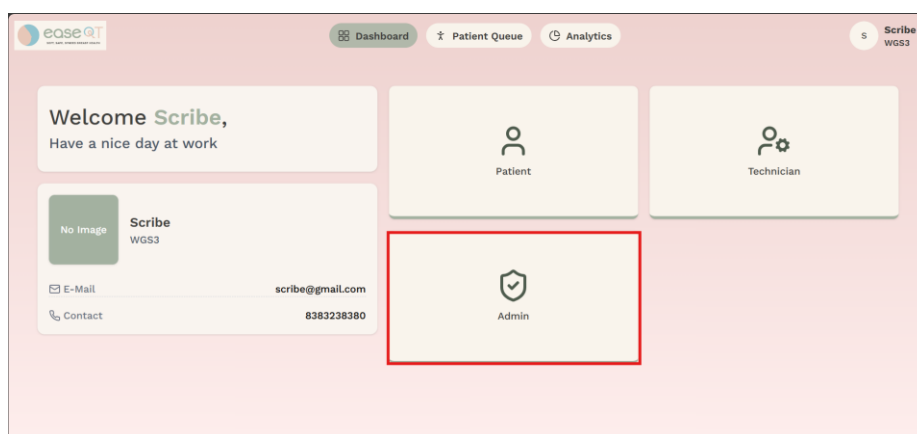 ease QT
Dashboard
Patient Queue
Analytics
S
Scribe
WGS3
Welcome Scribe,
Have a nice day at work
No Image
Scribe
WGS3
E-Mail scribe@gmail.com
Contact 8383238380
Patient
Technician
Admin